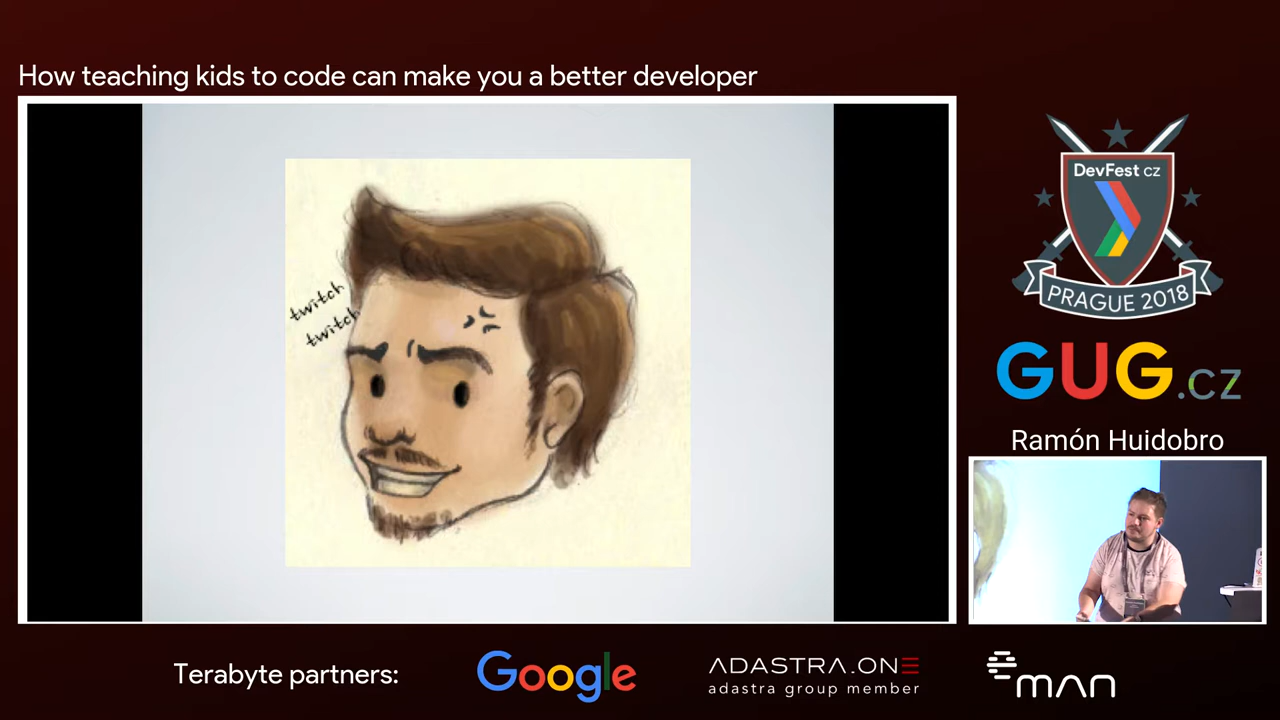 How teaching kids to code can make you a better developer
twitch
twitch
DevFest cz
PRAGUE 2018
GUG.cz
Ramón Huidobro
Terabyte partners:
Google
ADASTRA.ONE
adastra group member
eMAN